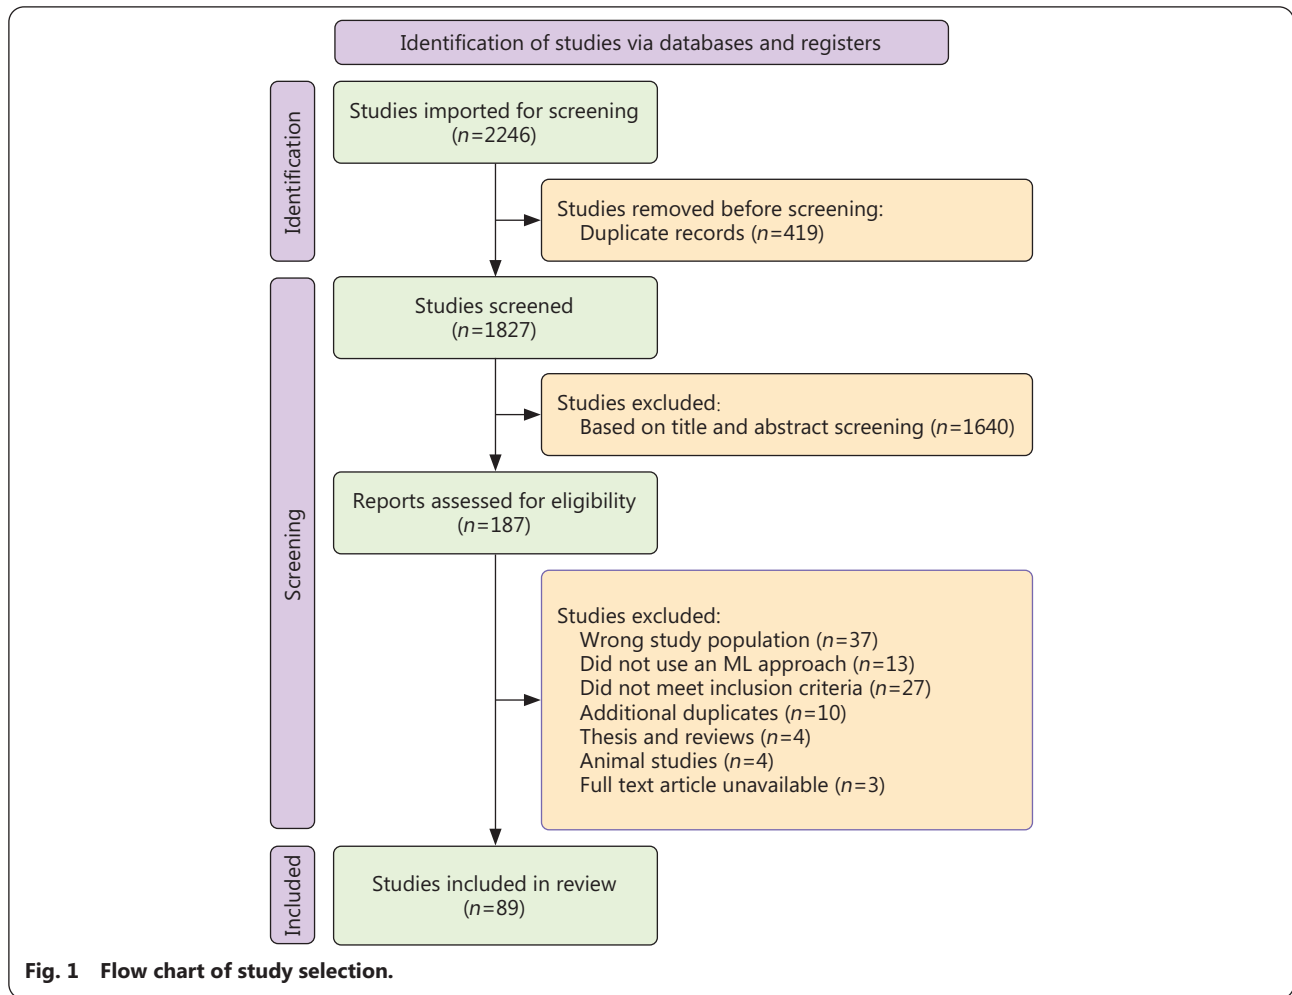 Identification of studies via databases and registers
Identification
Studies imported for screening
(n=2246)
Studies removed before screening:
Duplicate records (n=419)
Screening
Studies screened
(n=1827)
Studies excluded:
Based on title and abstract screening (n=1640)
Reports assessed for eligibility
(n=187)
Studies excluded:
Wrong study population (n=37)
Did not use an ML approach (n=13)
Did not meet inclusion criteria (n=27)
Additional duplicates (n=10)
Thesis and reviews (n=4)
Animal studies (n=4)
Full text article unavailable (n=3)
Included
Studies included in review
(n=89)
Fig. 1 Flow chart of study selection.